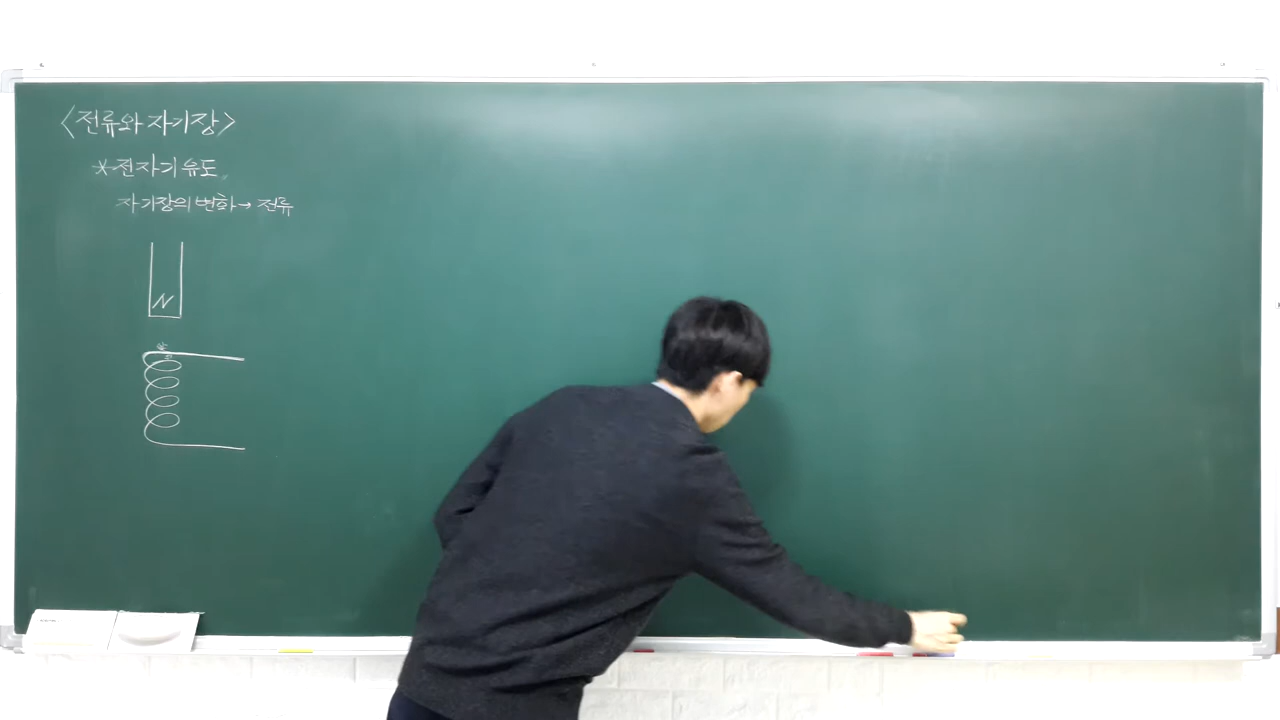 <전류와 자기장>
*전자기 유도
자기장의 변화→ 전류
N